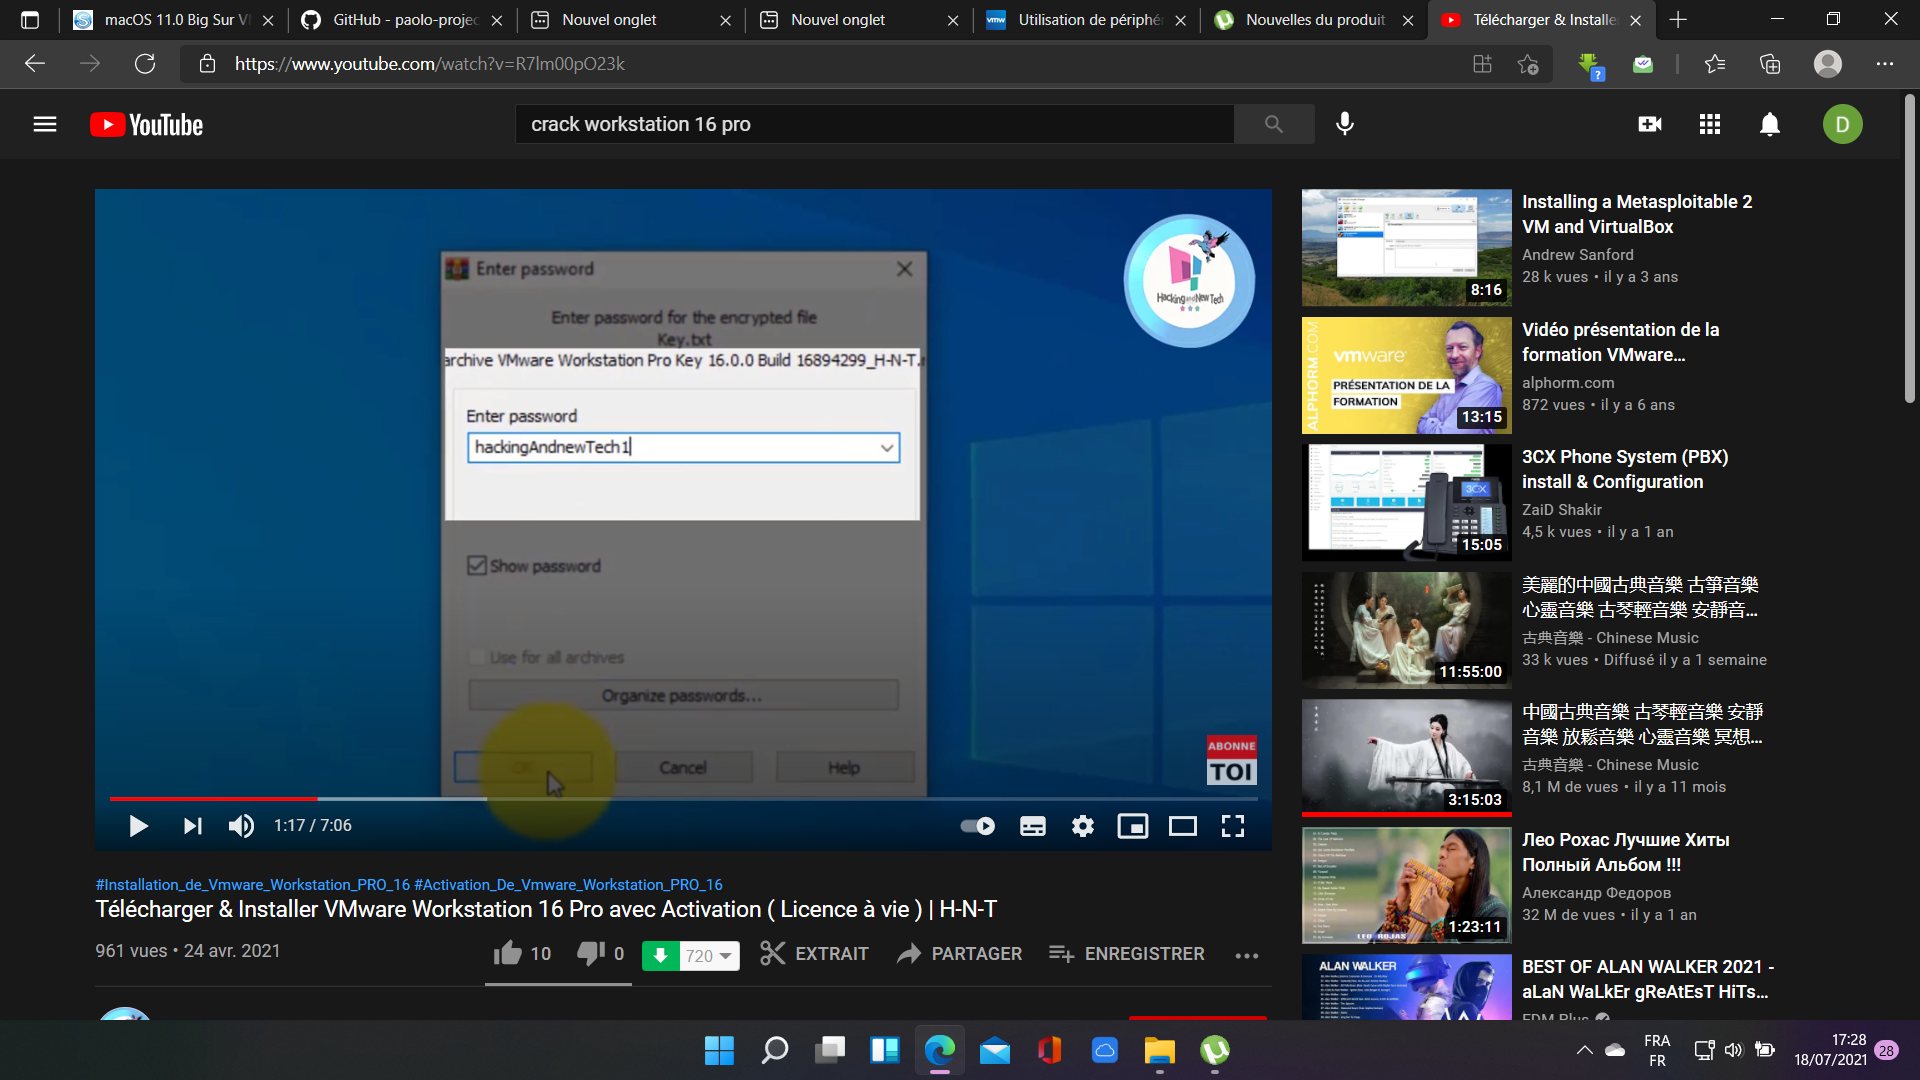 macOS 11.0 Big Sur V
GitHub - paolo-projec
Nouvel onglet
Nouvel onglet
vmw
Utilisation de périphé
Nouvelles du produit
Télécharger & Installe
https://www.youtube.com/watch?v=R7lm00pO23k
YouTube
crack workstation 16 pro
D
Enter password
Enter password for the encrypted file
Key.txt
archive VMware Workstation Pro Key 16.0.0 Build 16894299_H-N-T.r
Enter password
hackingAndnewTech1
Show password
Use for all archives
Organize passwords...
OK
Cancel
Help
Hacking and New Tech
ABONNE
TOI
1:17 / 7:06
#Installation_de_Vmware_Workstation_PRO_16 #Activation_De_Vmware_Workstation_PRO_16
Télécharger & Installer VMware Workstation 16 Pro avec Activation ( Licence à vie ) | H-N-T
961 vues • 24 avr. 2021
10
0
720
EXTRAIT
PARTAGER
ENREGISTRER
8:16
Installing a Metasploitable 2
VM and VirtualBox
Andrew Sanford
28 k vues • il y a 3 ans
ALPHORM.COM
vmware
PRÉSENTATION DE LA
FORMATION
13:15
Vidéo présentation de la
formation VMware...
alphorm.com
872 vues • il y a 6 ans
3CX
15:05
3CX Phone System (PBX)
install & Configuration
ZaiD Shakir
4,5 k vues • il y a 1 an
11:55:00
美麗的中國古典音樂 古箏音樂
心靈音樂 古琴輕音樂 安靜音...
古典音樂 - Chinese Music
33 k vues • Diffusé il y a 1 semaine
3:15:03
中國古典音樂 古琴輕音樂 安靜
音樂 放鬆音樂 心靈音樂 冥想...
古典音樂 - Chinese Music
8,1 M de vues • il y a 11 mois
LEO ROJAS
1:23:11
Лео Рохас Лучшие Хиты
Полный Альбом !!!
Александр Федоров
32 M de vues • il y a 1 an
ALAN WALKER
BEST OF ALAN WALKER 2021 -
aLaN WaLkEr gReAtEsT HiTs...
EDM Plus
FRA
FR
17:28
18/07/2021
28